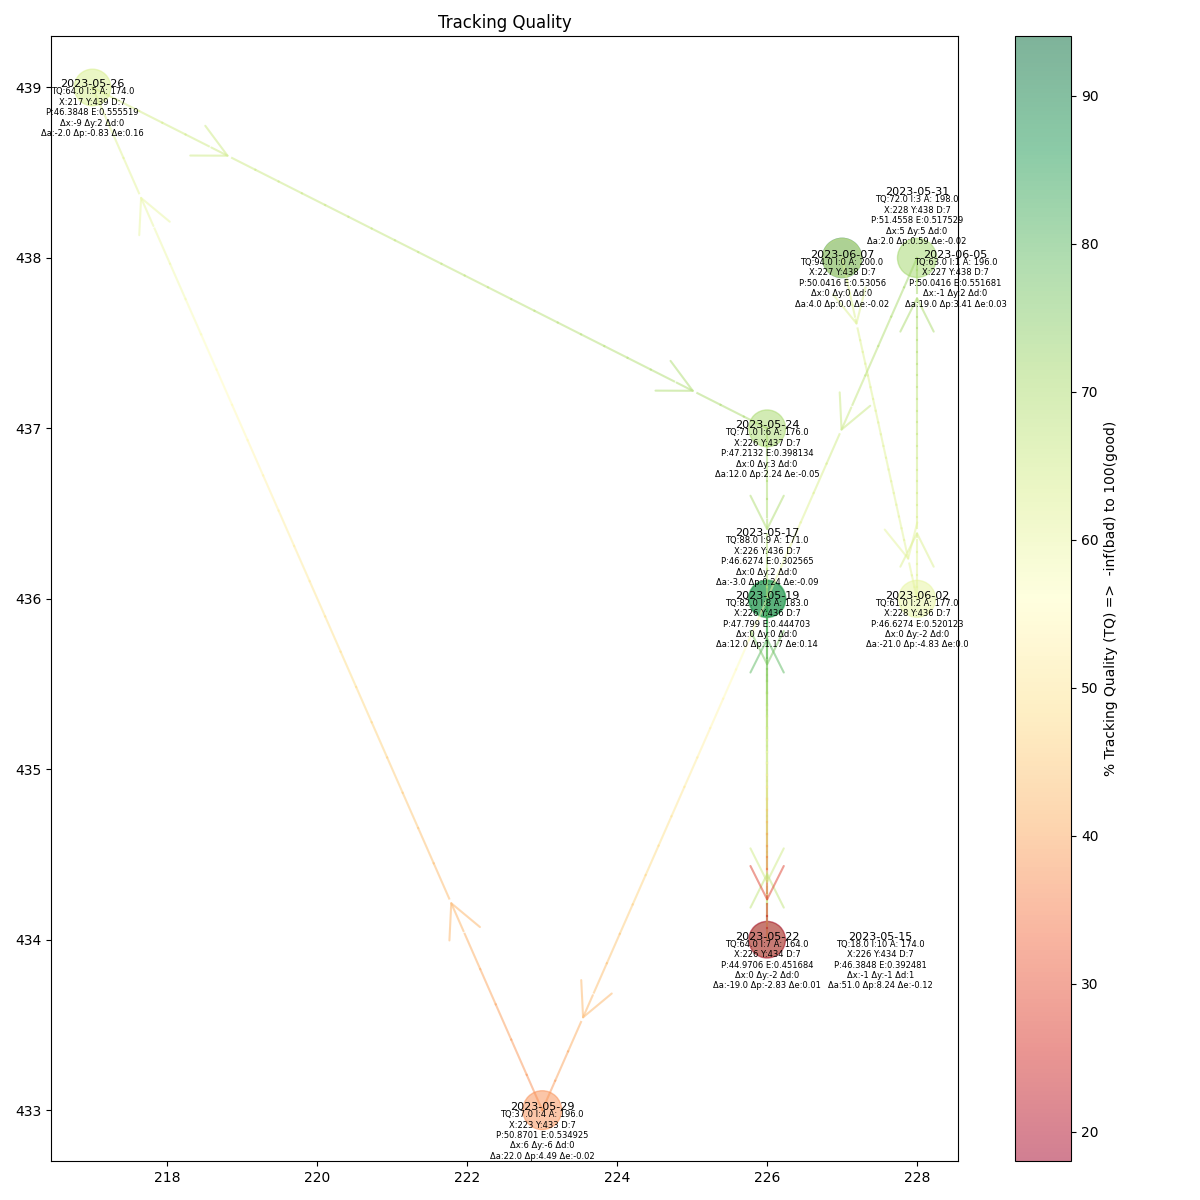 Tracking Quality
439
438
437
436
435
434
433
218
220
222
224
226
228
2023-05-26
TQ:64.0 I:5 A: 174.0
X:217 Y:439 D:7
P:46.3848 E:0.555519
Δx:-9 Δy:2 Δd:0
Δa:-2.0 Δp:-0.83 Δe:0.16
2023-05-31
TQ:72.0 I:3 A: 198.0
X:228 Y:438 D:7
P:51.4558 E:0.517529
Δx:5 Δy:5 Δd:0
Δa:2.0 Δp:0.59 Δe:-0.02
2023-06-07
TQ:94.0 I:0 A: 200.0
X:227 Y:438 D:7
P:50.0416 E:0.53056
Δx:0 Δy:0 Δd:0
Δa:4.0 Δp:0.0 Δe:-0.02
2023-06-05
TQ:63.0 I:1 A: 196.0
X:227 Y:438 D:7
P:50.0416 E:0.551681
Δx:-1 Δy:2 Δd:0
Δa:19.0 Δp:3.41 Δe:0.03
2023-05-24
TQ:71.0 I:6 A: 176.0
X:226 Y:437 D:7
P:47.2132 E:0.398134
Δx:0 Δy:3 Δd:0
Δa:12.0 Δp:2.24 Δe:-0.05
2023-05-17
TQ:88.0 I:9 A: 171.0
X:226 Y:436 D:7
P:46.6274 E:0.302565
Δx:0 Δy:2 Δd:0
Δa:-3.0 Δp:0.24 Δe:-0.09
2023-05-19
TQ:82.0 I:8 A: 183.0
X:226 Y:436 D:7
P:47.799 E:0.444703
Δx:0 Δy:0 Δd:0
Δa:12.0 Δp:1.17 Δe:0.14
2023-06-02
TQ:61.0 I:2 A: 177.0
X:228 Y:436 D:7
P:46.6274 E:0.520123
Δx:0 Δy:-2 Δd:0
Δa:-21.0 Δp:-4.83 Δe:0.0
2023-05-22
TQ:64.0 I:7 A: 164.0
X:226 Y:434 D:7
P:44.9706 E:0.451684
Δx:0 Δy:-2 Δd:0
Δa:-19.0 Δp:-2.83 Δe:0.01
2023-05-15
TQ:18.0 I:10 A: 174.0
X:226 Y:434 D:7
P:46.3848 E:0.392481
Δx:-1 Δy:-1 Δd:1
Δa:51.0 Δp:8.24 Δe:-0.12
2023-05-29
TQ:37.0 I:4 A: 196.0
X:223 Y:433 D:7
P:50.8701 E:0.534925
Δx:6 Δy:-6 Δd:0
Δa:22.0 Δp:4.49 Δe:-0.02
90
80
70
60
50
40
30
20
% Tracking Quality (TQ) => -inf(bad) to 100(good)